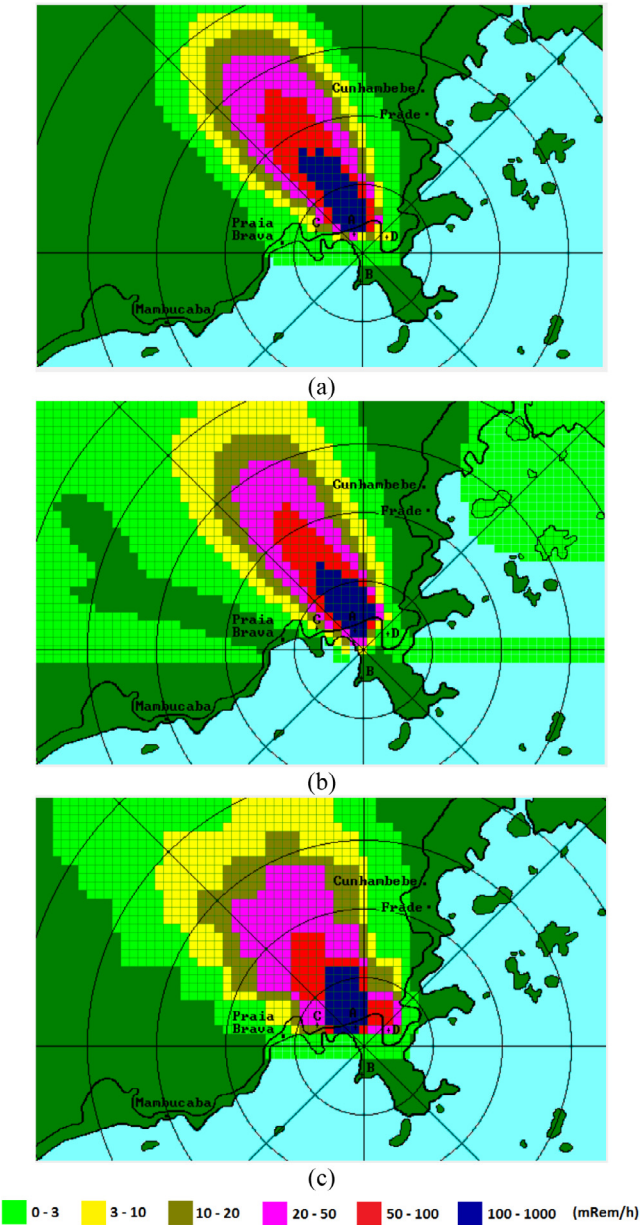 Cunhambebe
Frade
Praia
Brava
C
A
D
B
Mambucaba
(a)
Cunhambebe
Frade
Praia
Brava
C
A
D
B
Mambucaba
(b)
Cunhambebe
Frade
Praia
Brava
C
A
D
B
Mambucaba
(c)
0 - 3 3 - 10 10 - 20 20 - 50 50 - 100 100 - 1000 (mRem/h)